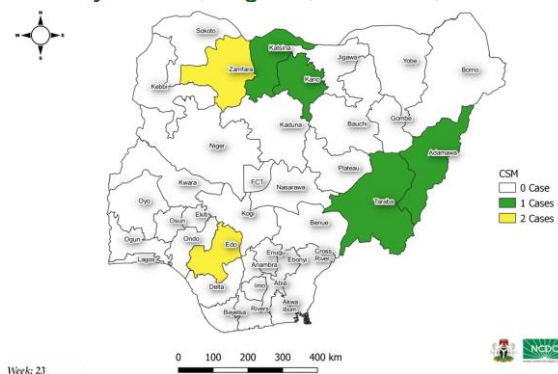 N
Sokoto
Katsina
Zamfara
Jigawa
Yobe
Borno
Kano
Kebbi
Gombe
Kaduna
Bauchi
Adamawa
Niger
Plateau
CSM
0 Case
1 Cases
2 Cases
Kwara
FCT
Nasarawa
Taraba
Oyo
Ekiti
Kogi
Osun
Benue
Ogun
Ondo
Edo
Lagos
Enugu
Ebonyi
Cross
River
Anambra
Delta
Imo
Abia
Bayelsa
Rivers
Akwa
Ibom
NCDC
Week: 23
0 100 200 300 400 km